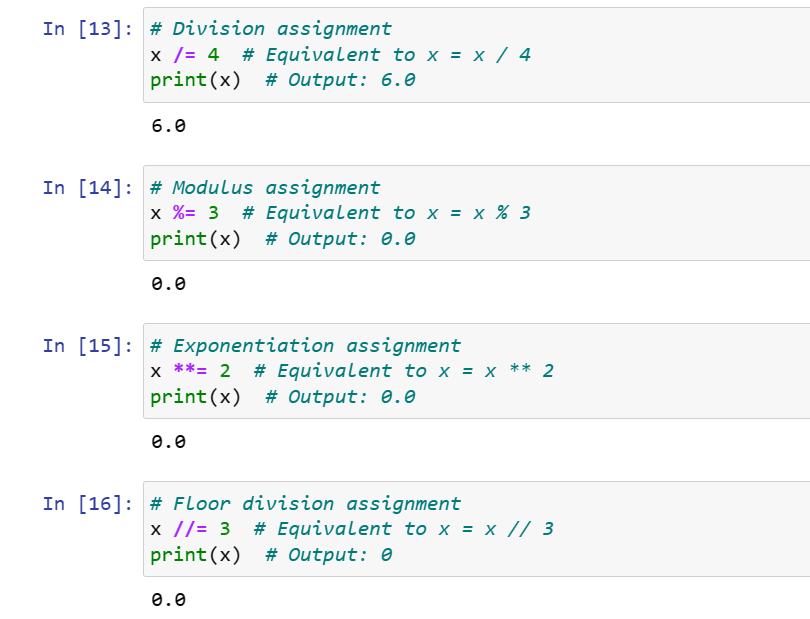 In [13]: # Division assignment
x /= 4  # Equivalent to x = x / 4
print(x)  # Output: 6.0
6.0
In [14]: # Modulus assignment
x %= 3  # Equivalent to x = x % 3
print(x)  # Output: 0.0
0.0
In [15]: # Exponentiation assignment
x **= 2  # Equivalent to x = x ** 2
print(x)  # Output: 0.0
0.0
In [16]: # Floor division assignment
x //= 3  # Equivalent to x = x // 3
print(x)  # Output: 0
0.0